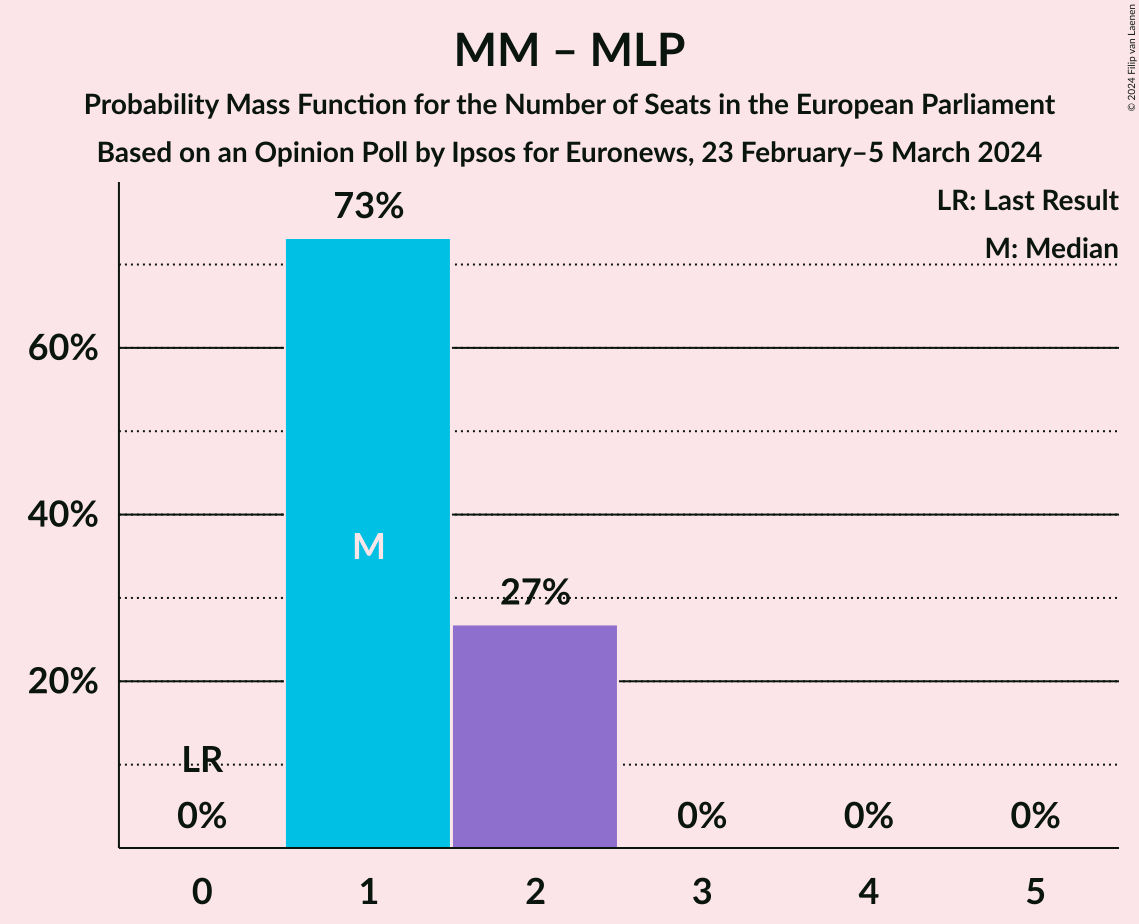 MM – MLP
Probability Mass Function for the Number of Seats in the European Parliament
Based on an Opinion Poll by Ipsos for Euronews, 23 February–5 March 2024
© 2024 Filip van Laenen
LR: Last Result
M: Median
73%
60%
40%
M
27%
20%
LR
0%
0%
0%
0%
0 1 2 3 4 5